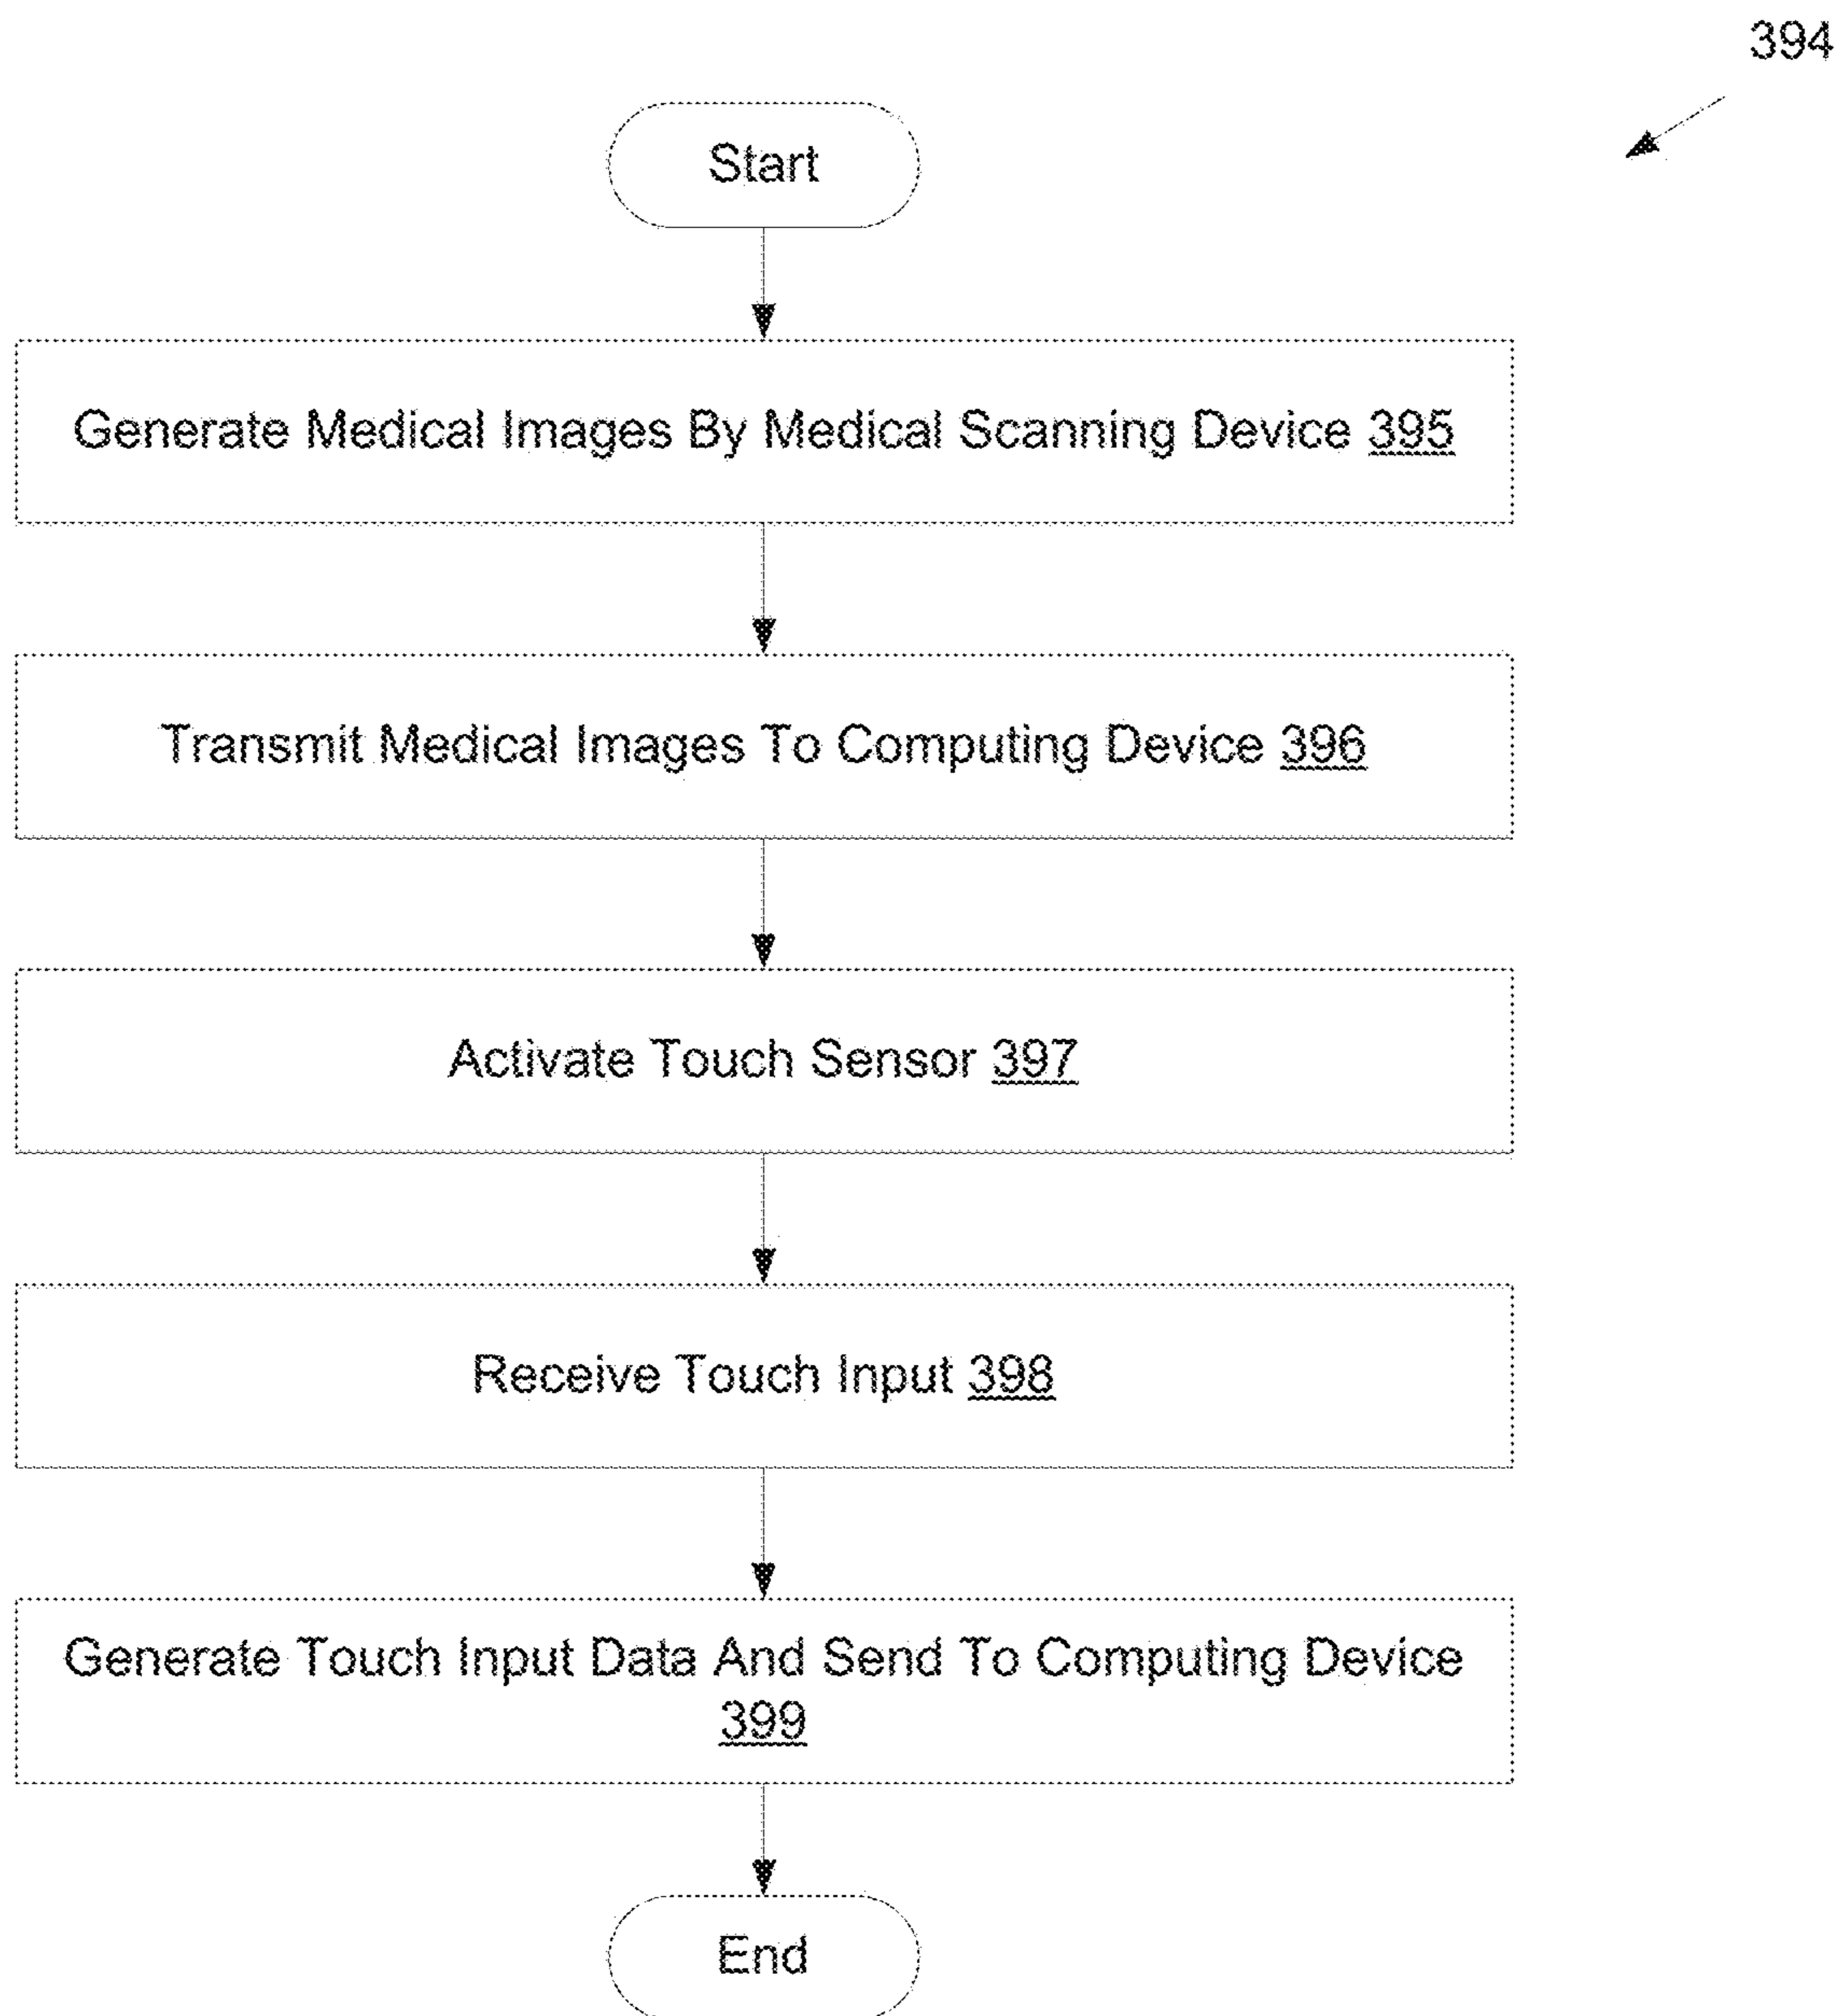 394
Start
Generate Medical Images By Medical Scanning Device 395
Transmit Medical Images To Computing Device 396
Activate Touch Sensor 397
Receive Touch Input 398
Generate Touch Input Data And Send To Computing Device
399
End